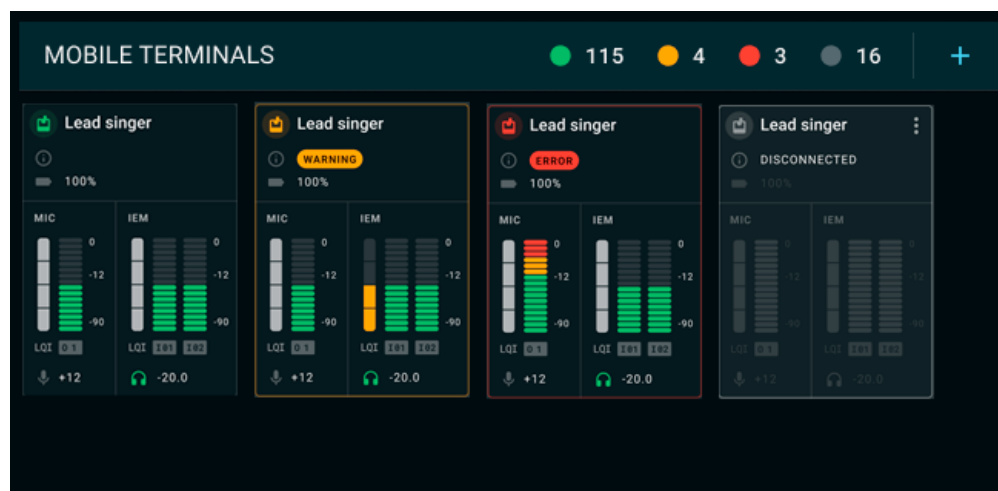 MOBILE TERMINALS 115 4 3 16 +
Lead singer
100%
MIC IEM
0 0
-12 -12
-90 -90
LQI O 1 LQI I01 I02
+12 -20.0
Lead singer
WARNING
100%
MIC IEM
0 0
-12 -12
-90 -90
LQI O 1 LQI I01 I02
+12 -20.0
Lead singer
ERROR
100%
MIC IEM
0 0
-12 -12
-90 -90
LQI O 1 LQI I01 I02
+12 -20.0
Lead singer
DISCONNECTED
100%
MIC IEM
0 0
-12 -12
-90 -90
LQI O 1 LQI I01 I02
+12 -20.0